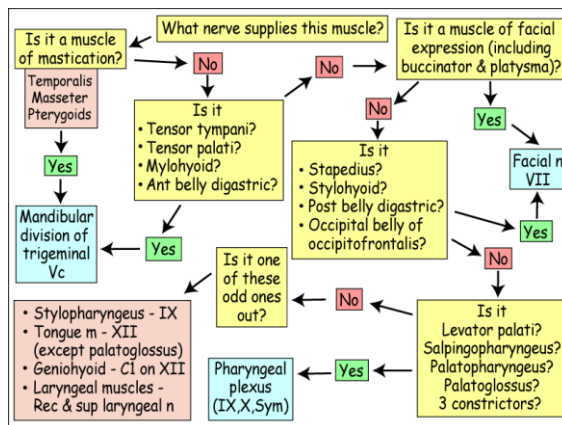 What nerve supplies this muscle?
Is it a muscle
of mastication?
Temporalis
Masseter
Pterygoids
Yes
Mandibular
division of
trigeminal
Vc
No
Is it
• Tensor tympani?
• Tensor palati?
• Mylohyoid?
• Ant belly digastric?
Yes
No
Is it a muscle of facial
expression (including
buccinator & platysma)?
Yes
Facial n
VII
No
Is it
• Stapedius?
• Stylohyoid?
• Post belly digastric?
• Occipital belly of
occipitofrontalis?
Yes
No
Is it
Levator palati?
Salpingopharyngeus?
Palatopharyngeus?
Palatoglossus?
3 constrictors?
Yes
Pharyngeal
plexus
(IX,X,Sym)
No
Is it one
of these
odd ones
out?
• Stylopharyngeus - IX
• Tongue m - XII
(except palatoglossus)
• Geniohyoid - C1 on XII
• Laryngeal muscles -
Rec & sup laryngeal n